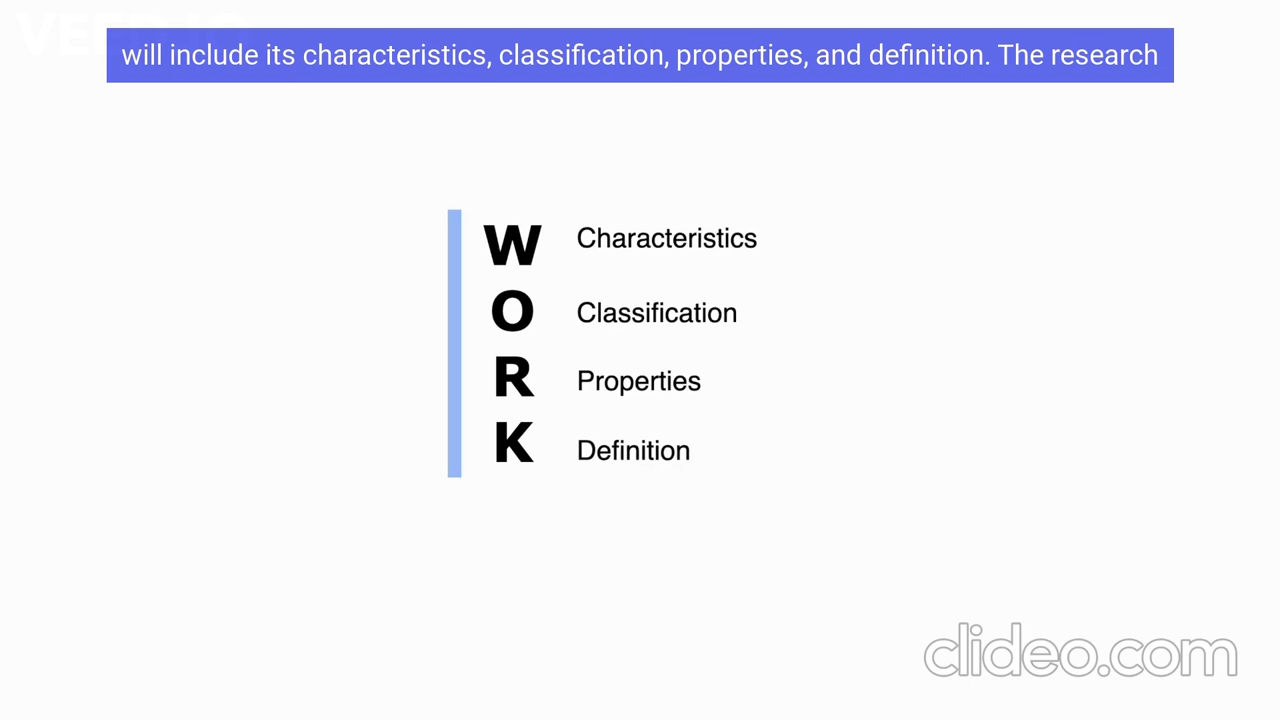 will include its characteristics, classification, properties, and definition. The research
W Characteristics
O Classification
R Properties
K Definition
clideo.com